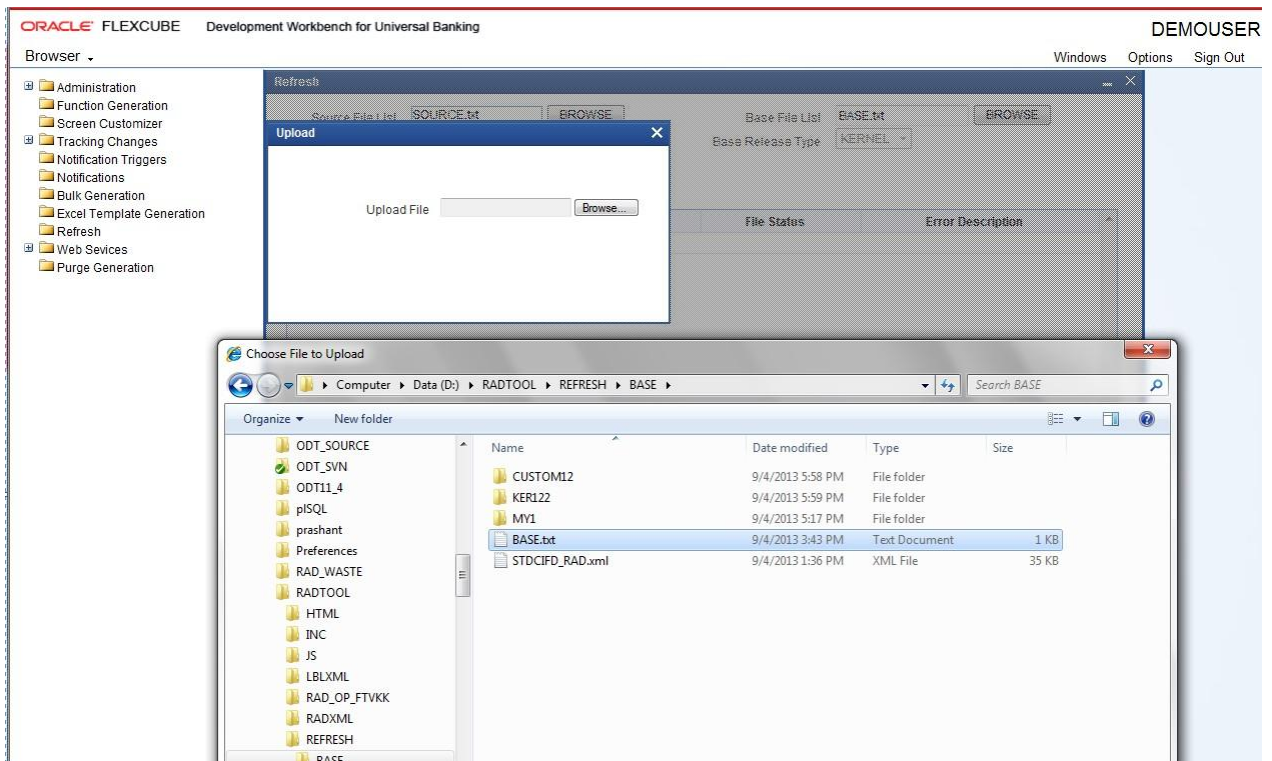 ORACLE FLEXCUBE Development Workbench for Universal Banking
DEMOUSER
Browser
Windows Options Sign Out
Administration
Function Generation
Screen Customizer
Tracking Changes
Notification Triggers
Notifications
Bulk Generation
Excel Template Generation
Refresh
Web Sevices
Purge Generation
Refresh
Source File List SOURCE.txt BROWSE Base File List BASE.txt BROWSE
Base Release Type KERNEL
Upload
Upload File Browse...
File Status Error Description
Choose File to Upload
Computer Data (D:) RADTOOL REFRESH BASE Search BASE
Organize New folder
ODT_SOURCE
ODT_SVN
ODT11_4
plSQL
prashant
Preferences
RAD_WASTE
RADTOOL
HTML
INC
JS
LBLXML
RAD_OP_FTVKK
RADXML
REFRESH
BASE
Name Date modified Type Size
CUSTOM12 9/4/2013 5:58 PM File folder
KER122 9/4/2013 5:59 PM File folder
MY1 9/4/2013 5:17 PM File folder
BASE.txt 9/4/2013 3:43 PM Text Document 1 KB
STDCIFD_RAD.xml 9/4/2013 1:36 PM XML File 35 KB